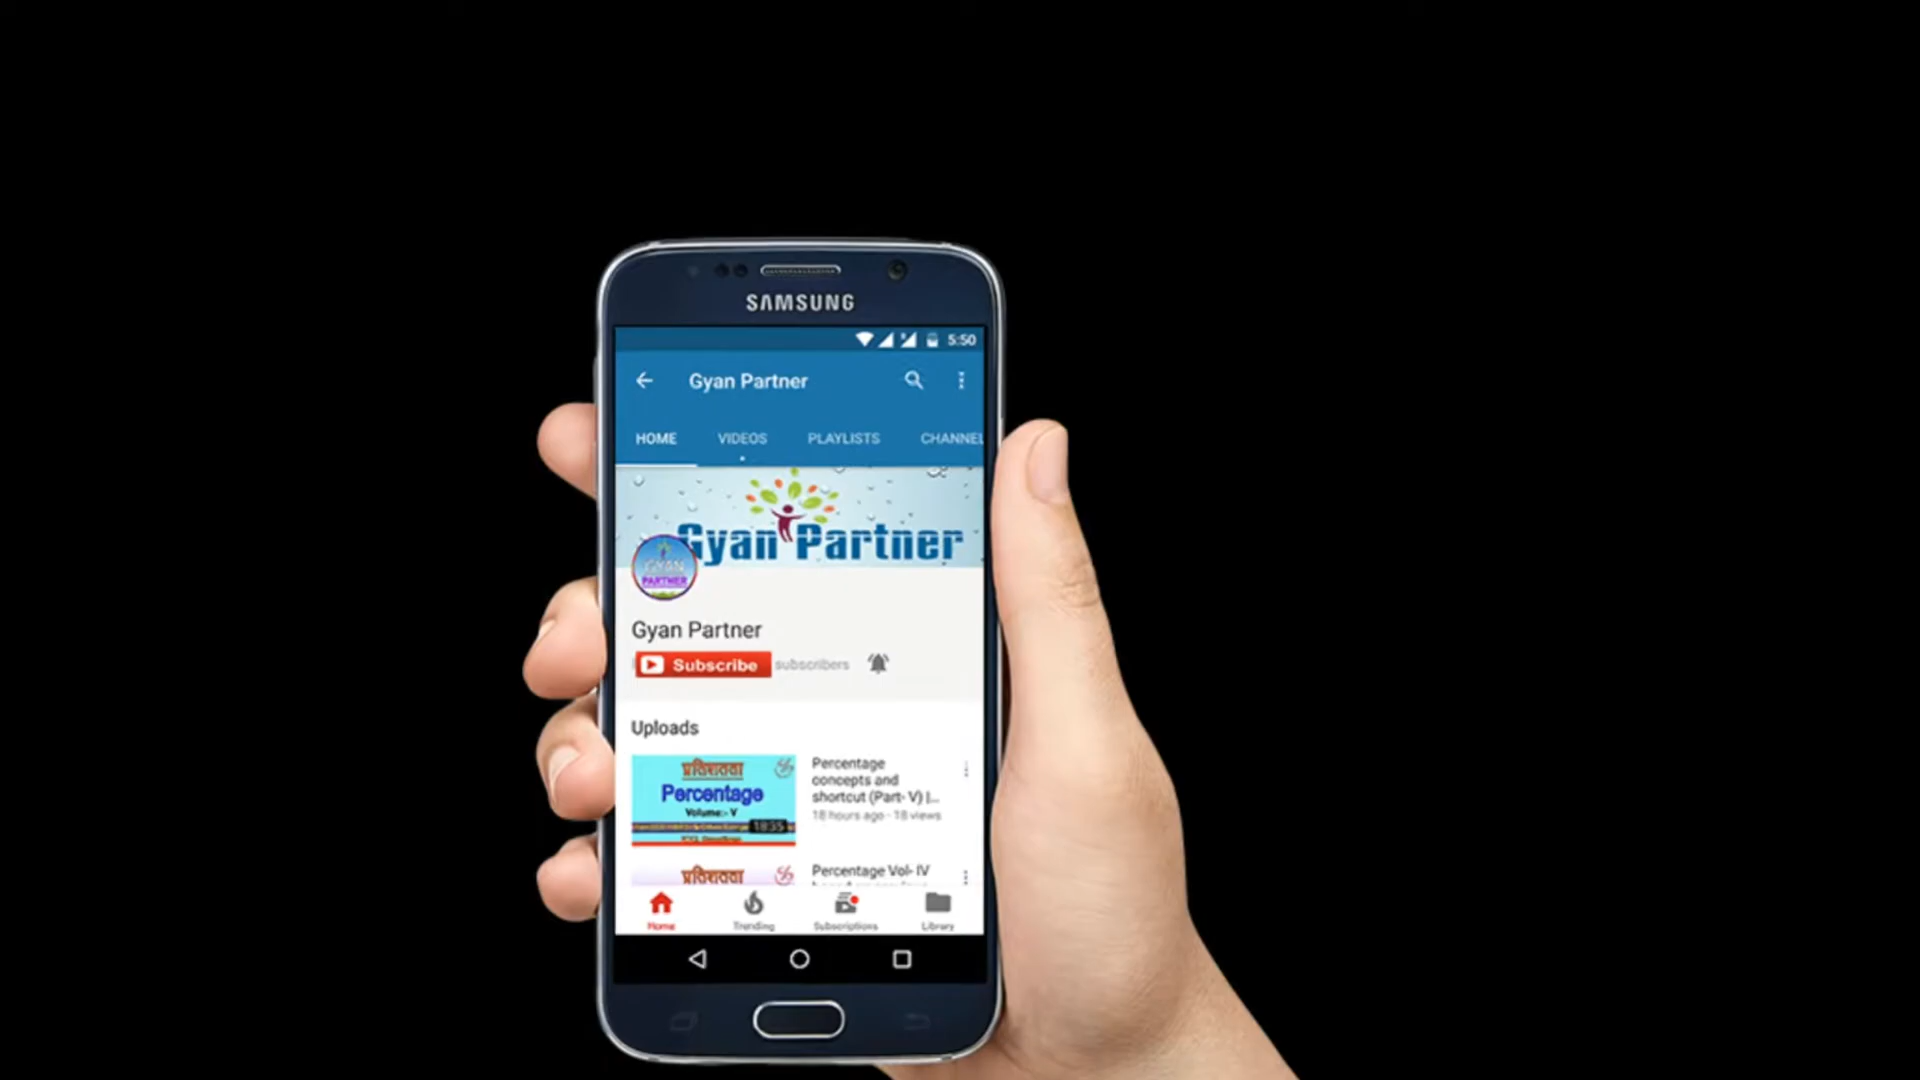 SAMSUNG
5:50
Gyan Partner
HOME VIDEOS PLAYLISTS CHANNEL
Gyan Partner
GYAN
PARTNER
Gyan Partner
Subscribe subscribers
Uploads
प्रतिशतता
Percentage
Volume:- V
18:35
Percentage
concepts and
shortcut (Part- V) |...
18 hours ago · 18 views
प्रतिशतता
Percentage Vol- IV
Home Trending Subscriptions Library